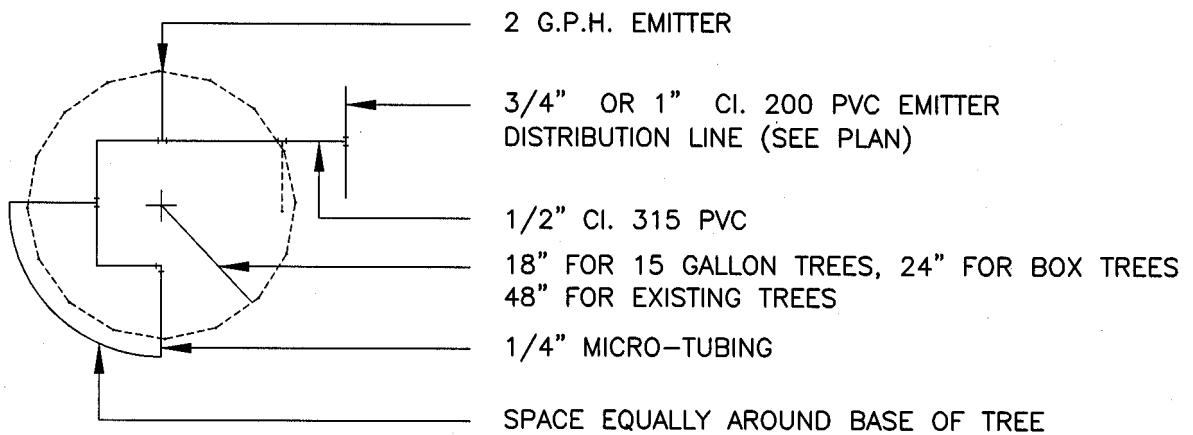 2 G.P.H. EMITTER
3/4" OR 1" Cl. 200 PVC EMITTER
DISTRIBUTION LINE (SEE PLAN)
1/2" Cl. 315 PVC
18" FOR 15 GALLON TREES, 24" FOR BOX TREES
48" FOR EXISTING TREES
1/4" MICRO-TUBING
SPACE EQUALLY AROUND BASE OF TREE